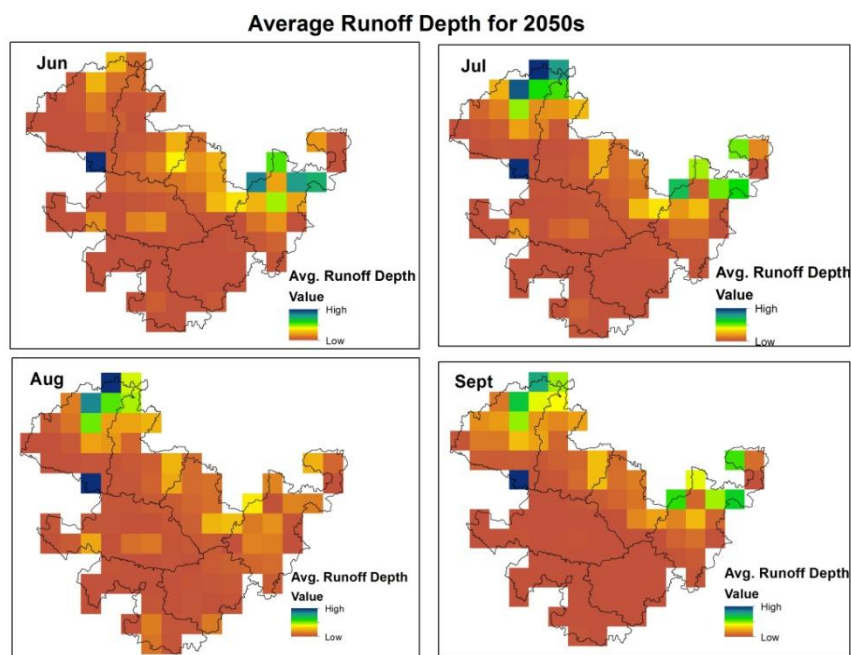 Average Runoff Depth for 2050s
Jun
Avg. Runoff Depth
Value
High
Low
Jul
Avg. Runoff Depth
Value
High
Low
Aug
Avg. Runoff Depth
Value
High
Low
Sept
Avg. Runoff Depth
Value
High
Low